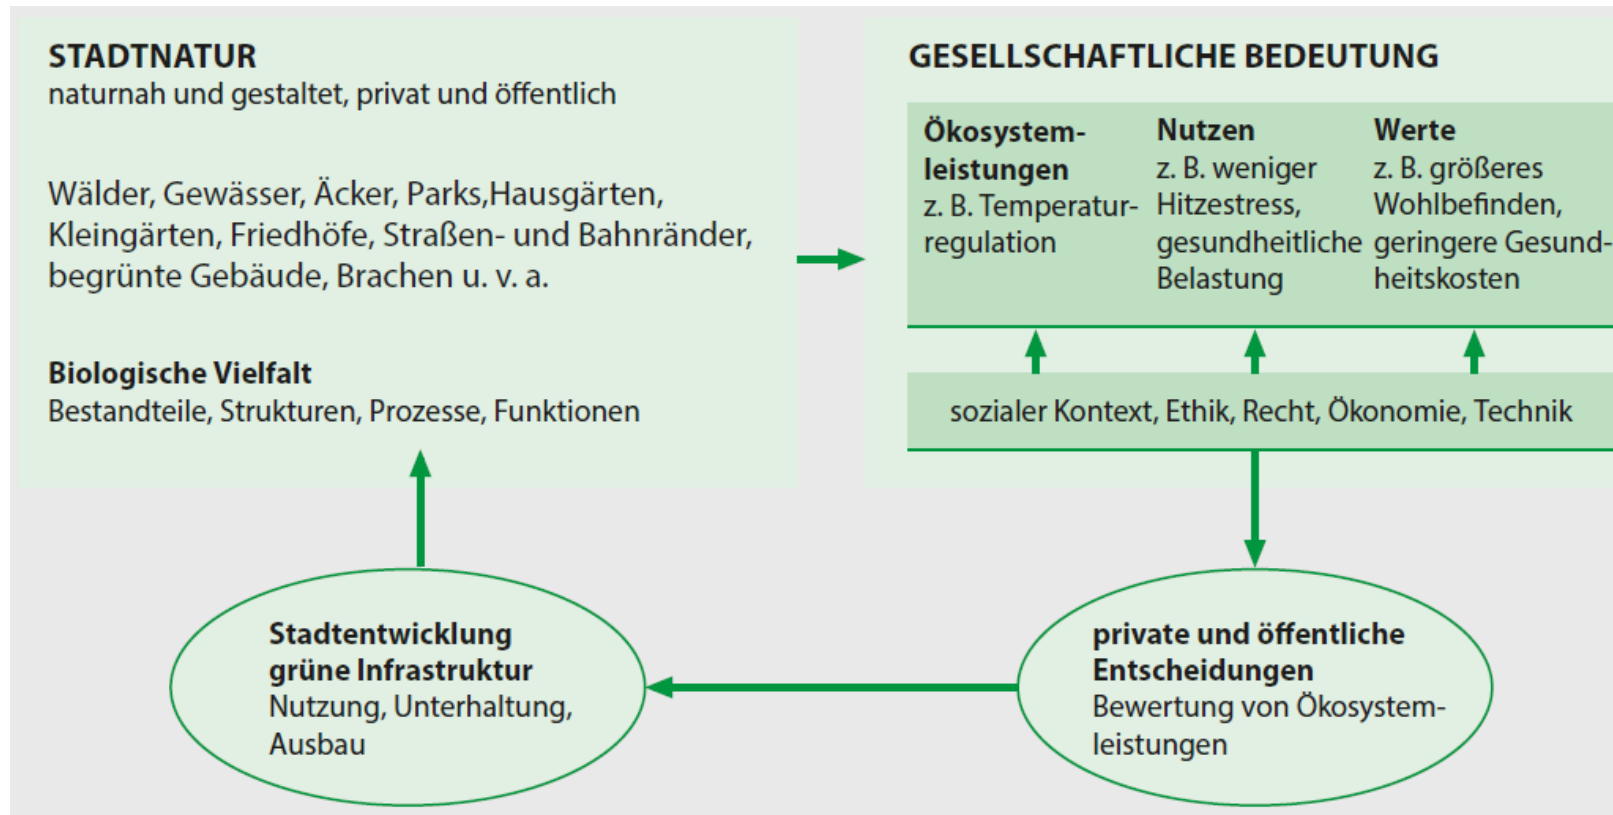 STADTNATUR
naturnah und gestaltet, privat und öffentlich
Wälder, Gewässer, Äcker, Parks,Hausgärten,
Kleingärten, Friedhöfe, Straßen- und Bahnränder,
begrünte Gebäude, Brachen u. v. a.
Biologische Vielfalt
Bestandteile, Strukturen, Prozesse, Funktionen
GESELLSCHAFTLICHE BEDEUTUNG
Ökosystem-
leistungen
z. B. Temperatur-
regulation
Nutzen
z. B. weniger
Hitzestress,
gesundheitliche
Belastung
Werte
z. B. größeres
Wohlbefinden,
geringere Gesund-
heitskosten
sozialer Kontext, Ethik, Recht, Ökonomie, Technik
Stadtentwicklung
grüne Infrastruktur
Nutzung, Unterhaltung,
Ausbau
private und öffentliche
Entscheidungen
Bewertung von Ökosystem-
leistungen